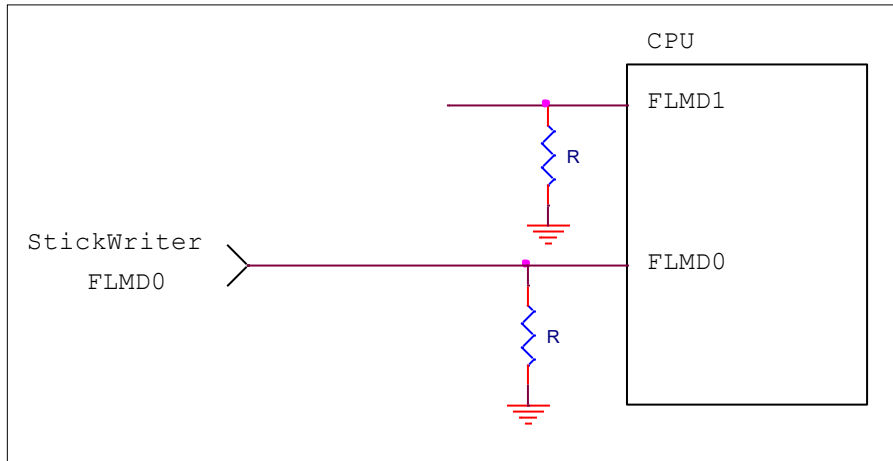 CPU
FLMD1
R
StickWriter
FLMD0
FLMD0
R